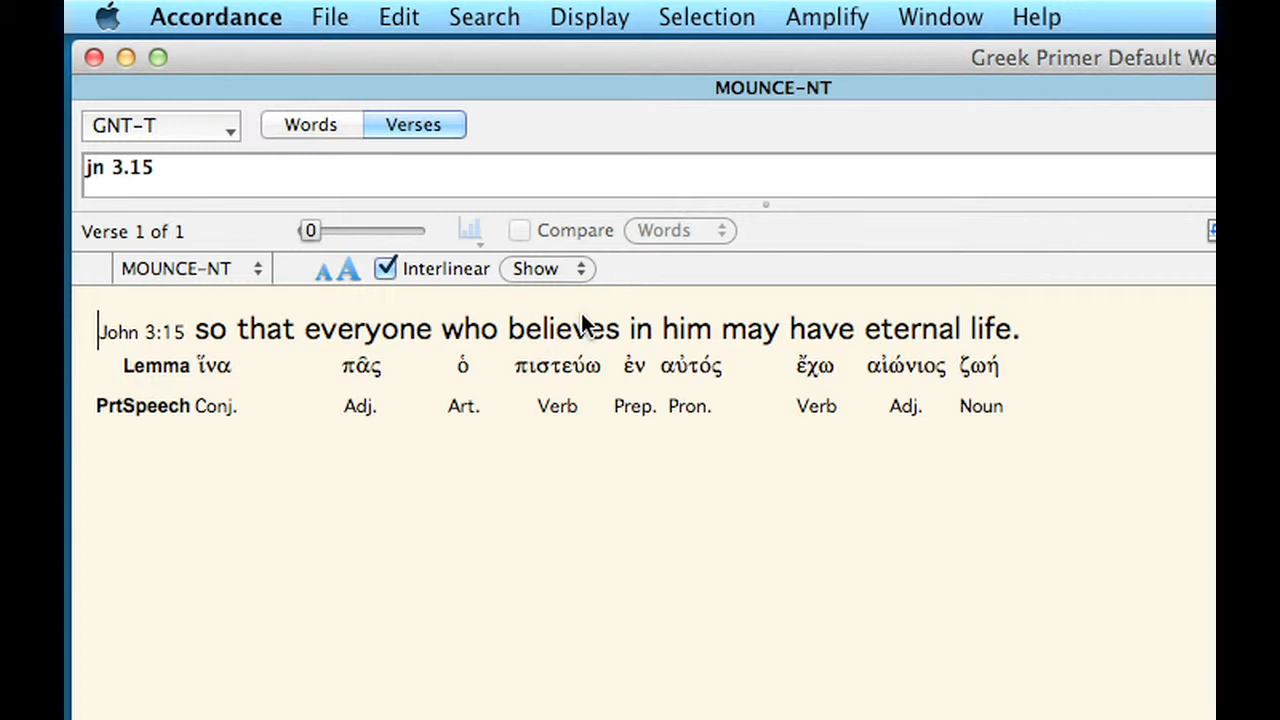 Accordance File Edit Search Display Selection Amplify Window Help
Greek Primer Default Wo
MOUNCE-NT
GNT-T Words Verses
jn 3.15
Verse 1 of 1 0 Compare Words
MOUNCE-NT AA Interlinear Show
John 3:15 so that everyone who believes in him may have eternal life.
Lemma ἵνα πᾶς ὁ πιστεύω ἐν αὐτός ἔχω αἰώνιος ζωή
PrtSpeech Conj. Adj. Art. Verb Prep. Pron. Verb Adj. Noun